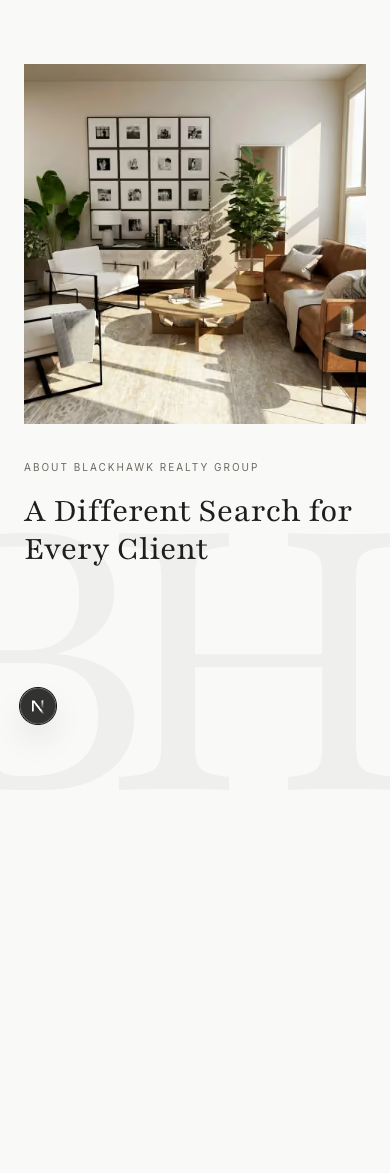 ABOUT BLACKHAWK REALTY GROUP
A Different Search for
Every Client
BH
N